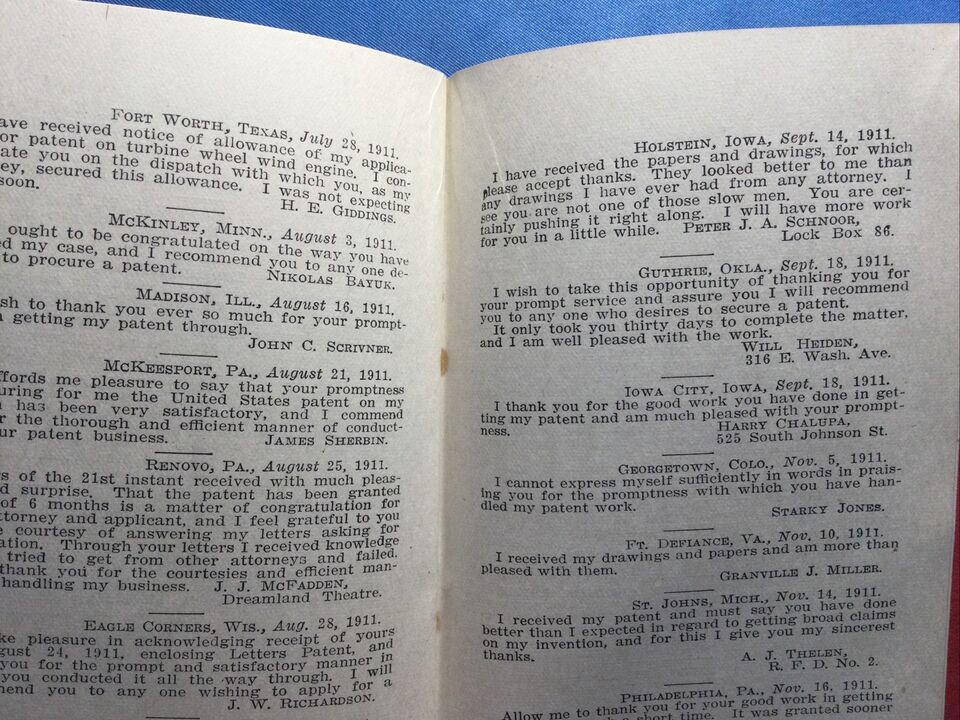 FORT WORTH, TEXAS, July 28, 1911.
ave received notice of allowance of my applica-
or patent on turbine wheel wind engine. I con-
ate you on the dispatch with which you, as my
ey, secured this allowance. I was not expecting
soon.
H. E. GIDDINGS.
MCKINLEY, MINN., August 3, 1911.
ought to be congratulated on the way you have
ed my case, and I recommend you to any one de-
to procure a patent. NIKOLAS BAYUK.
MADISON, ILL., August 16, 1911.
sh to thank you ever so much for your prompt-
getting my patent through.
JOHN C. SCRIVNER.
MCKEESPORT, PA., August 21, 1911.
ffords me pleasure to say that your promptness
uring for me the United States patent on my
has been very satisfactory, and I commend
r the thorough and efficient manner of conduct-
ur patent business. JAMES SHERBIN.
RENOVO, PA., August 25, 1911.
rs of the 21st instant received with much pleas-
d surprise. That the patent has been granted
of 6 months is a matter of congratulation for
ttorney and applicant, and I feel grateful to you
e courtesy of answering my letters asking for
ation. Through your letters I received knowledge
tried to get from other attorneys and failed.
thank you for the courtesies and efficient man-
handling my business. J. J. MCFADDEN,
Dreamland Theatre.
EAGLE CORNERS, WIS., Aug. 28, 1911.
ke pleasure in acknowledging receipt of yours
ugust 24, 1911, enclosing Letters Patent, and
you for the prompt and satisfactory manner in
you conducted it all the way through. I will
mend you to any one wishing to apply for a
J. W. RICHARDSON.
HOLSTEIN, IOWA, Sept. 14, 1911.
I have received the papers and drawings, for which
please accept thanks. They looked better to me than
any drawings I have ever had from any attorney. I
see you are not one of those slow men. You are cer-
tainly pushing it right along. I will have more work
for you in a little while. PETER J. A. SCHNOOR,
Lock Box 86.
GUTHRIE, OKLA., Sept. 18, 1911.
I wish to take this opportunity of thanking you for
your prompt service and assure you I will recommend
you to any one who desires to secure a patent.
It only took you thirty days to complete the matter,
and I am well pleased with the work.
WILL HEIDEN,
316 E. Wash. Ave.
IOWA CITY, IOWA, Sept. 18, 1911.
I thank you for the good work you have done in get-
ting my patent and am much pleased with your prompt-
ness.
HARRY CHALUPA,
525 South Johnson St.
GEORGETOWN, COLO., Nov. 5, 1911.
I cannot express myself sufficiently in words in prais-
ing you for the promptness with which you have han-
dled my patent work.
STARKY JONES.
FT. DEFIANCE, VA., Nov. 10, 1911.
I received my drawings and papers and am more than
pleased with them.
GRANVILLE J. MILLER.
ST. JOHNS, MICH., Nov. 14, 1911.
I received my patent and must say you have done
better than I expected in regard to getting broad claims
on my invention, and for this I give you my sincerest
thanks.
A. J. THELEN,
R. F. D. No. 2.
PHILADELPHIA, PA., Nov. 16, 1911.
Allow me to thank you for your good work in getting
a short time. It was granted sooner